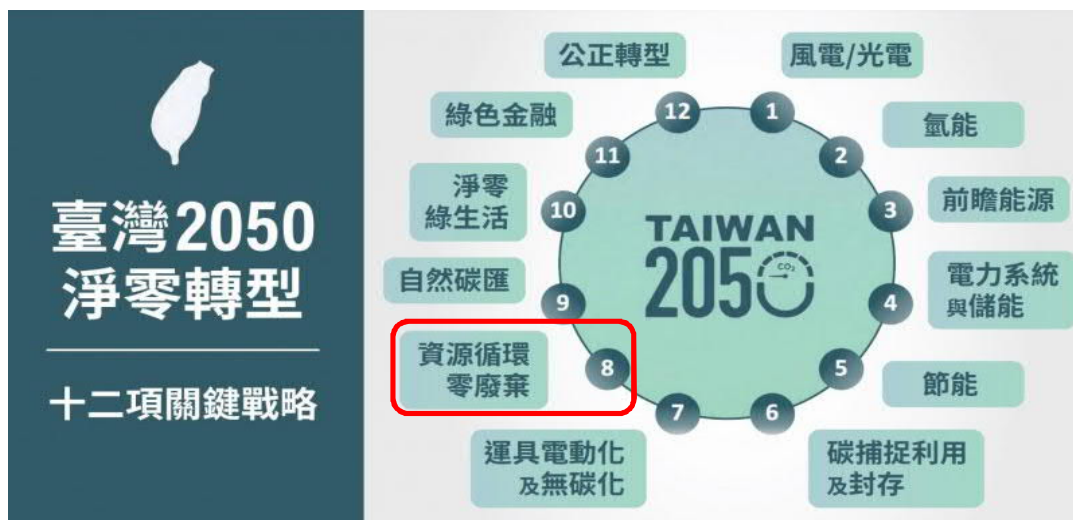 臺灣2050
淨零轉型
十二項關鍵戰略
TAIWAN
2050
CO₂
1
風電/光電
2
氫能
3
前瞻能源
4
電力系統
與儲能
5
節能
6
碳捕捉利用
及封存
7
運具電動化
及無碳化
8
資源循環
零廢棄
9
自然碳匯
10
淨零
綠生活
11
綠色金融
12
公正轉型